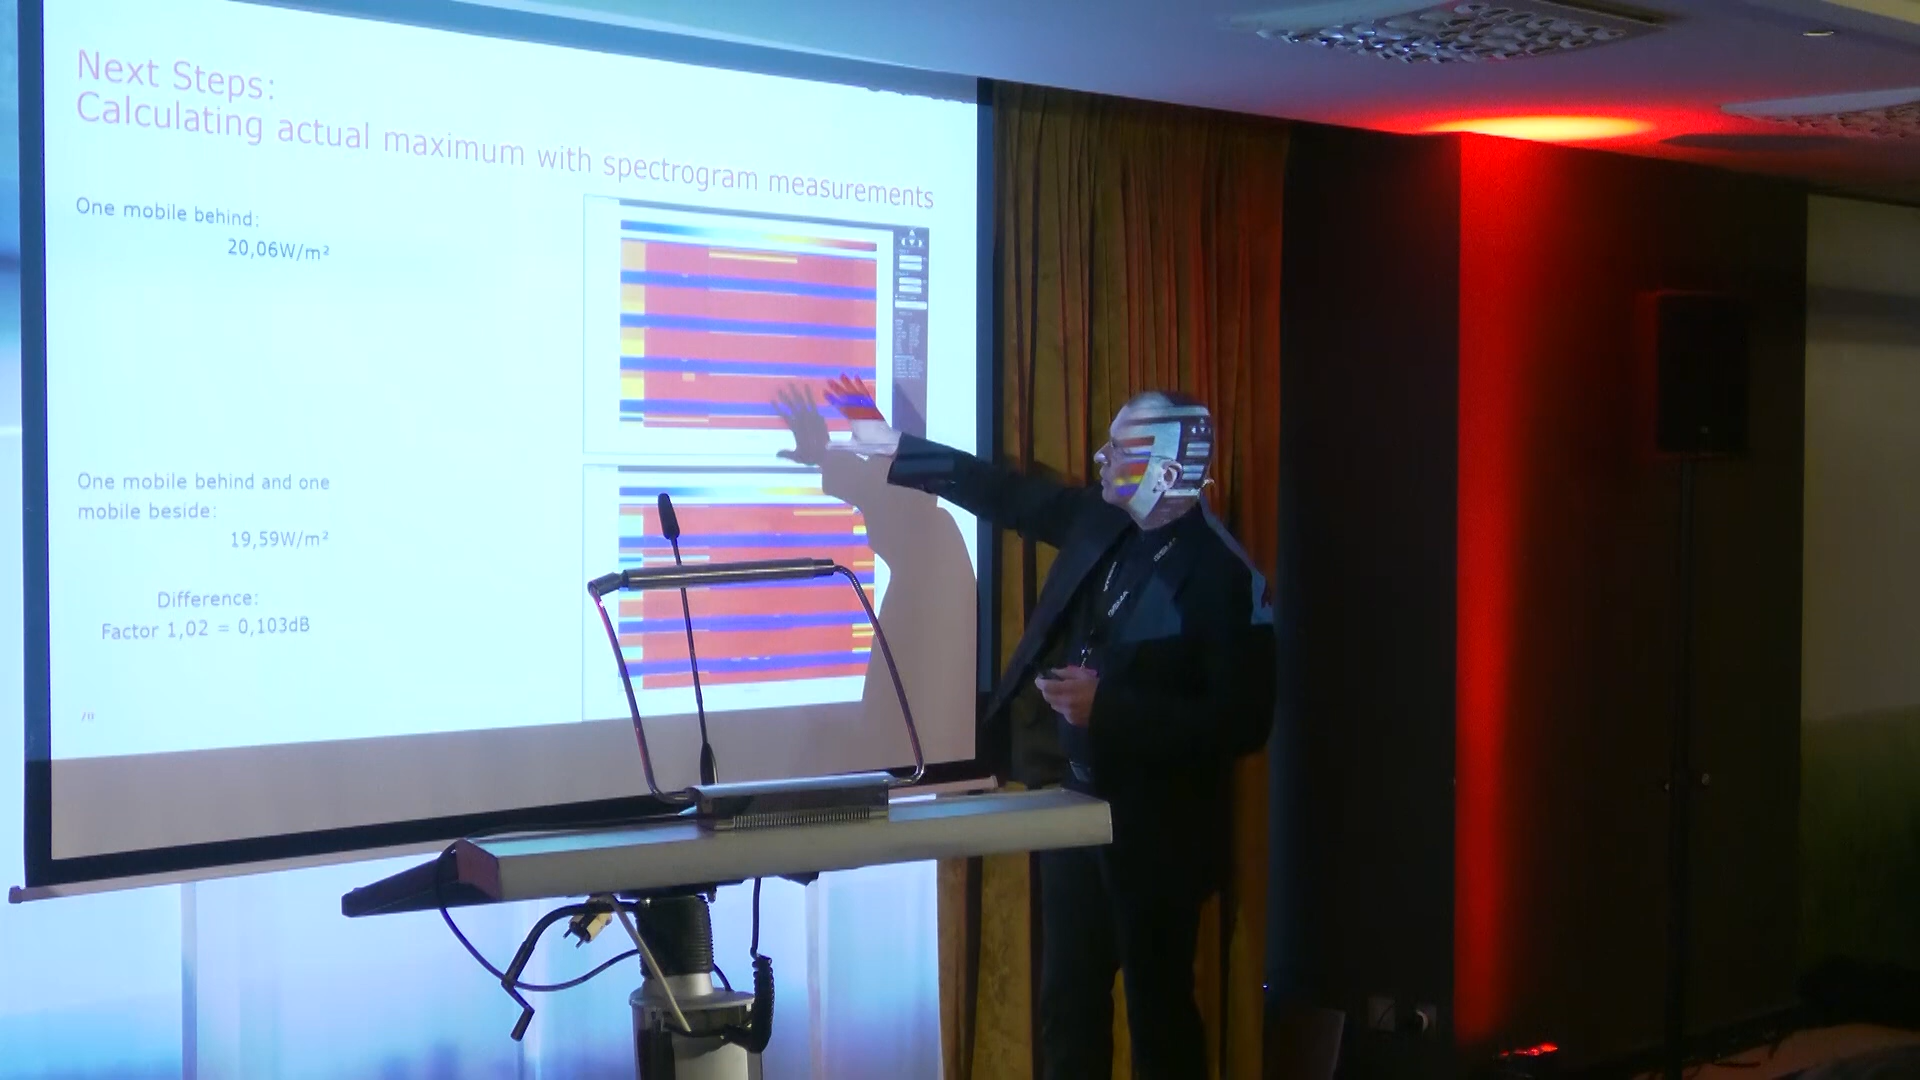 Next Steps:
Calculating actual maximum with spectrogram measurements
One mobile behind:
20,06W/m²
One mobile behind and one
mobile beside:
19,59W/m²
Difference:
Factor 1,02 = 0,103dB
70